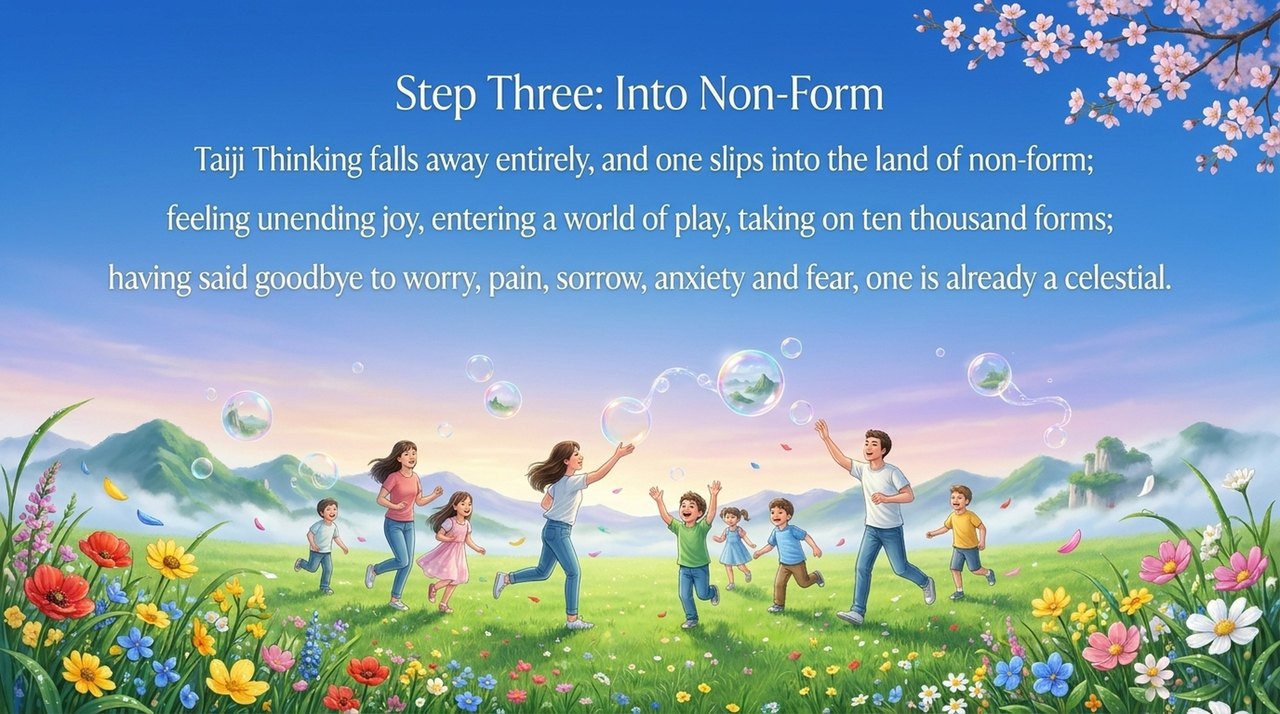 Step Three: Into Non-Form
Taiji Thinking falls away entirely, and one slips into the land of non-form;
feeling unending joy, entering a world of play, taking on ten thousand forms;
having said goodbye to worry, pain, sorrow, anxiety and fear, one is already a celestial.